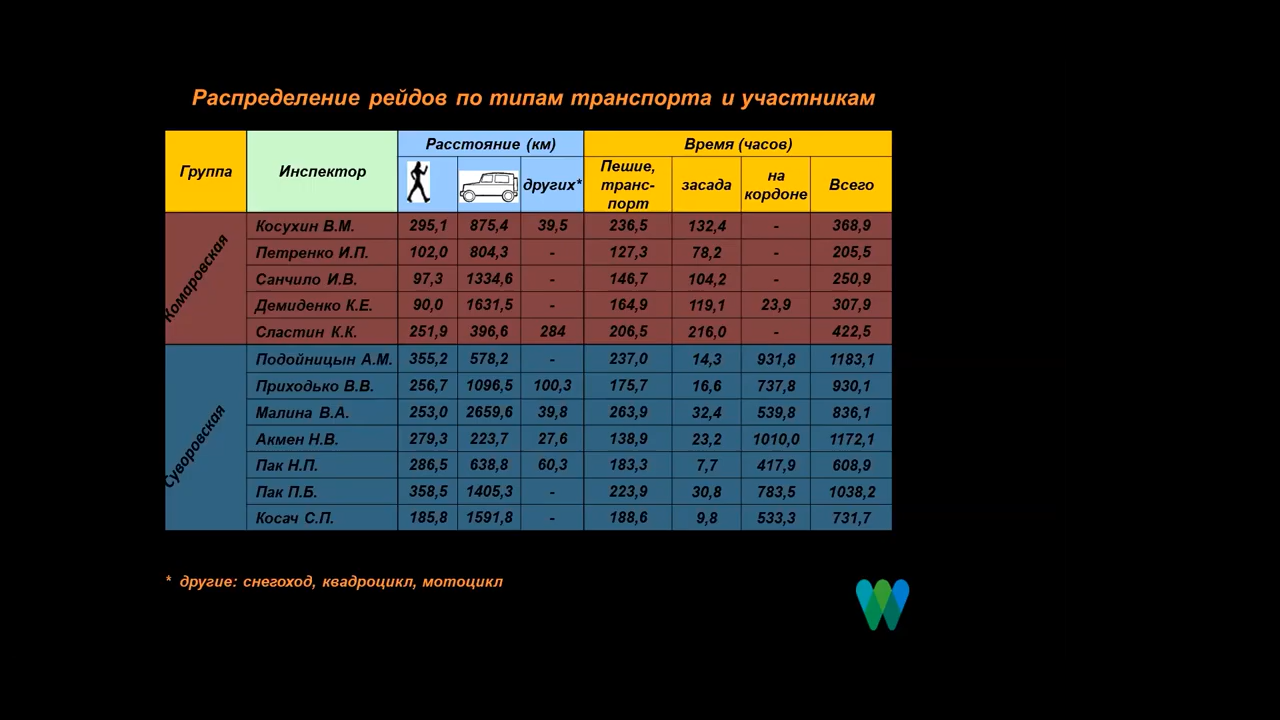 Распределение рейдов по типам транспорта и участникам
Группа Инспектор Расстояние (км) Время (часов)
других* Пешие, транс-порт засада на кордоне Всего
Комаровская
Косухин В.М. 295,1 875,4 39,5 236,5 132,4 - 368,9
Петренко И.П. 102,0 804,3 - 127,3 78,2 - 205,5
Санчило И.В. 97,3 1334,6 - 146,7 104,2 - 250,9
Демиденко К.Е. 90,0 1631,5 - 164,9 119,1 23,9 307,9
Сластин К.К. 251,9 396,6 284 206,5 216,0 - 422,5
Суворовская
Подойницын А.М. 355,2 578,2 - 237,0 14,3 931,8 1183,1
Приходько В.В. 256,7 1096,5 100,3 175,7 16,6 737,8 930,1
Малина В.А. 253,0 2659,6 39,8 263,9 32,4 539,8 836,1
Акмен Н.В. 279,3 223,7 27,6 138,9 23,2 1010,0 1172,1
Пак Н.П. 286,5 638,8 60,3 183,3 7,7 417,9 608,9
Пак П.Б. 358,5 1405,3 - 223,9 30,8 783,5 1038,2
Косач С.П. 185,8 1591,8 - 188,6 9,8 533,3 731,7
* другие: снегоход, квадроцикл, мотоцикл